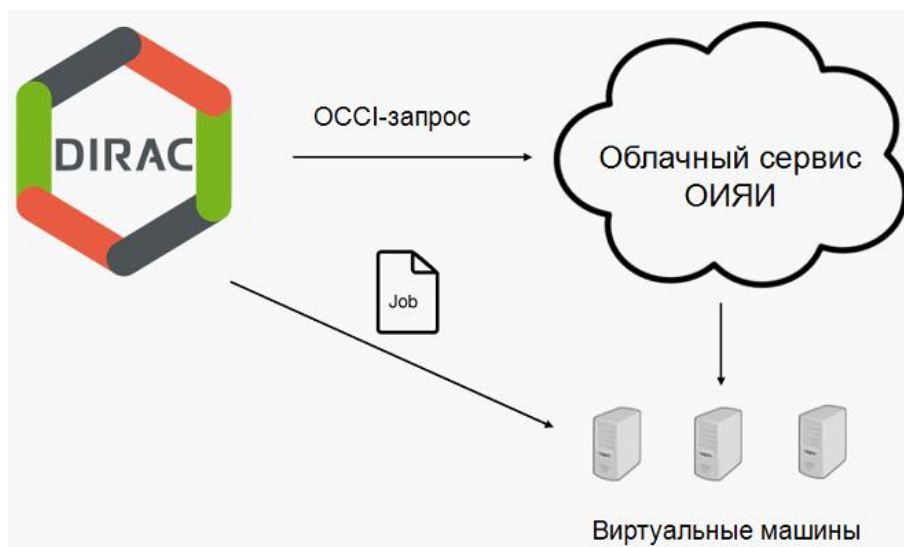 DIRAC
OCCI-запрос
Облачный сервис
ОИЯИ
Job
Виртуальные машины